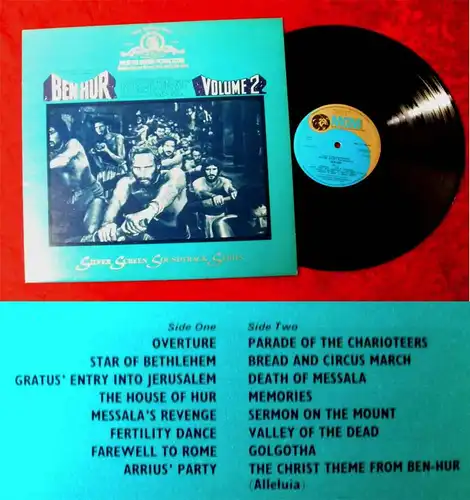 BEN-HUR VOLUME 2
SILVER SCREEN SOUNDTRACK SERIES
MGM
Side One
OVERTURE
STAR OF BETHLEHEM
GRATUS' ENTRY INTO JERUSALEM
THE HOUSE OF HUR
MESSALA'S REVENGE
FERTILITY DANCE
FAREWELL TO ROME
ARRIUS' PARTY
Side Two
PARADE OF THE CHARIOTEERS
BREAD AND CIRCUS MARCH
DEATH OF MESSALA
MEMORIES
SERMON ON THE MOUNT
VALLEY OF THE DEAD
GOLGOTHA
THE CHRIST THEME FROM BEN-HUR
(Alleluia)